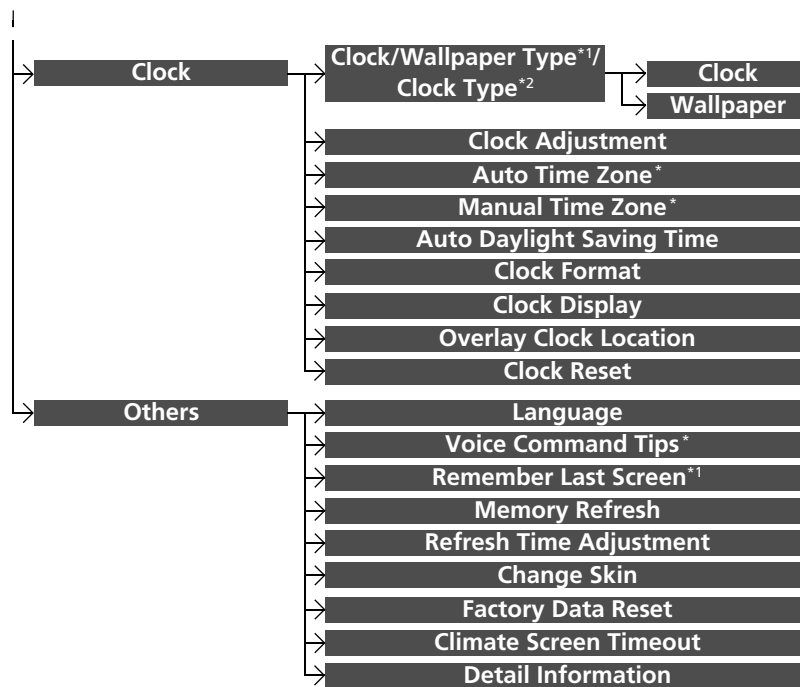 Clock
Clock/Wallpaper Type*1/
Clock Type*2
Clock
Wallpaper
Clock Adjustment
Auto Time Zone*
Manual Time Zone*
Auto Daylight Saving Time
Clock Format
Clock Display
Overlay Clock Location
Clock Reset
Others
Language
Voice Command Tips*
Remember Last Screen*1
Memory Refresh
Refresh Time Adjustment
Change Skin
Factory Data Reset
Climate Screen Timeout
Detail Information